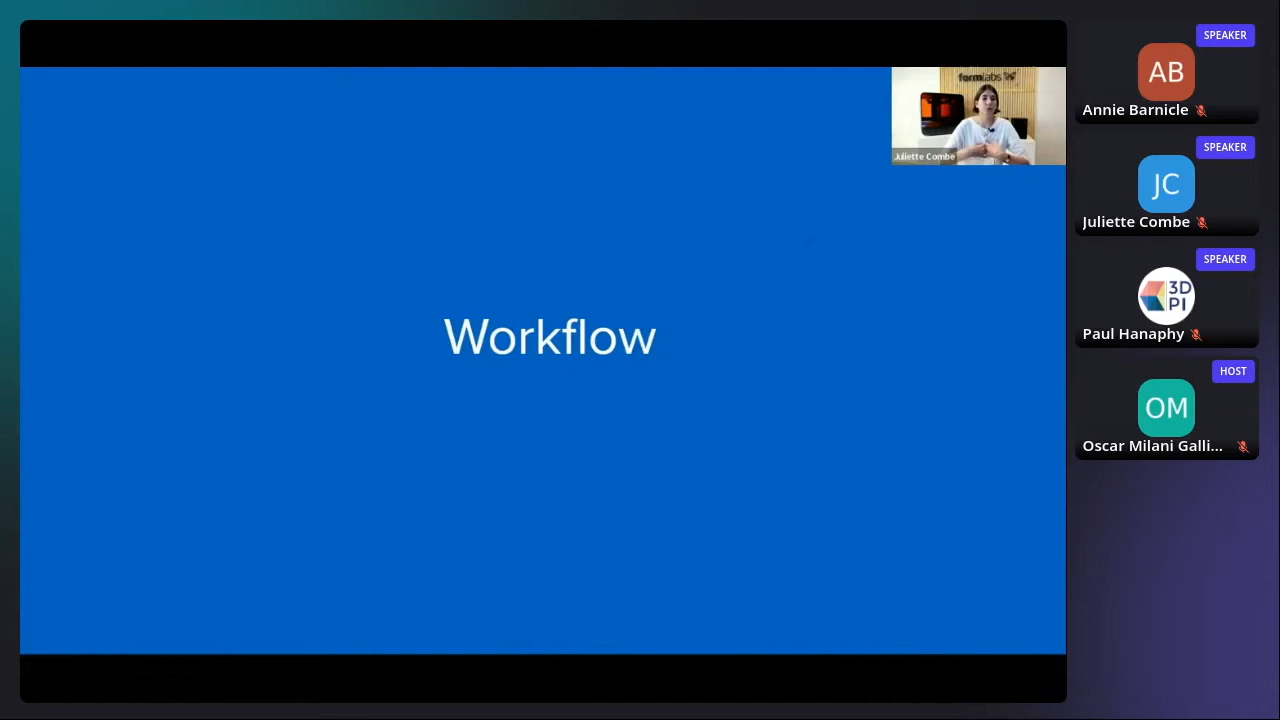 formlabs
Juliette Combe
Workflow
SPEAKER
AB
Annie Barnicle
SPEAKER
JC
Juliette Combe
SPEAKER
3D
PI
Paul Hanaphy
HOST
OM
Oscar Milani Galli...